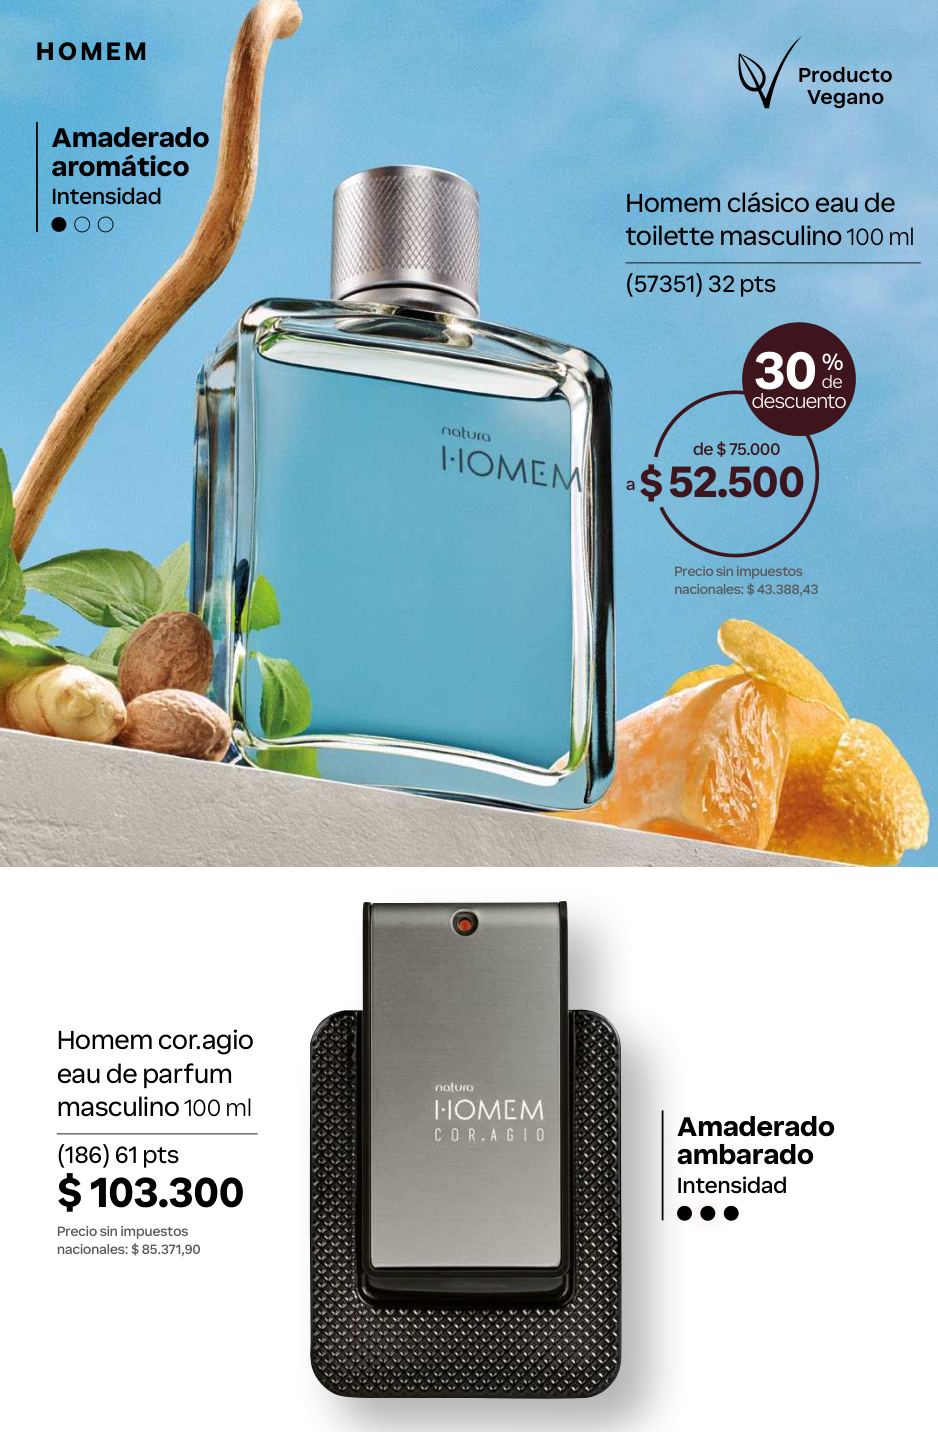 HOMEM
Producto
Vegano
Amaderado
aromático
Intensidad
Homem clásico eau de
toilette masculino 100 ml
(57351) 32 pts
30 %
de
descuento
de $ 75.000
a $ 52.500
Precio sin impuestos
nacionales: $ 43.388,43
natura
HOMEM
Homem cor.agio
eau de parfum
masculino 100 ml
(186) 61 pts
$ 103.300
Precio sin impuestos
nacionales: $ 85.371,90
natura
HOMEM
COR.AGIO
Amaderado
ambarado
Intensidad